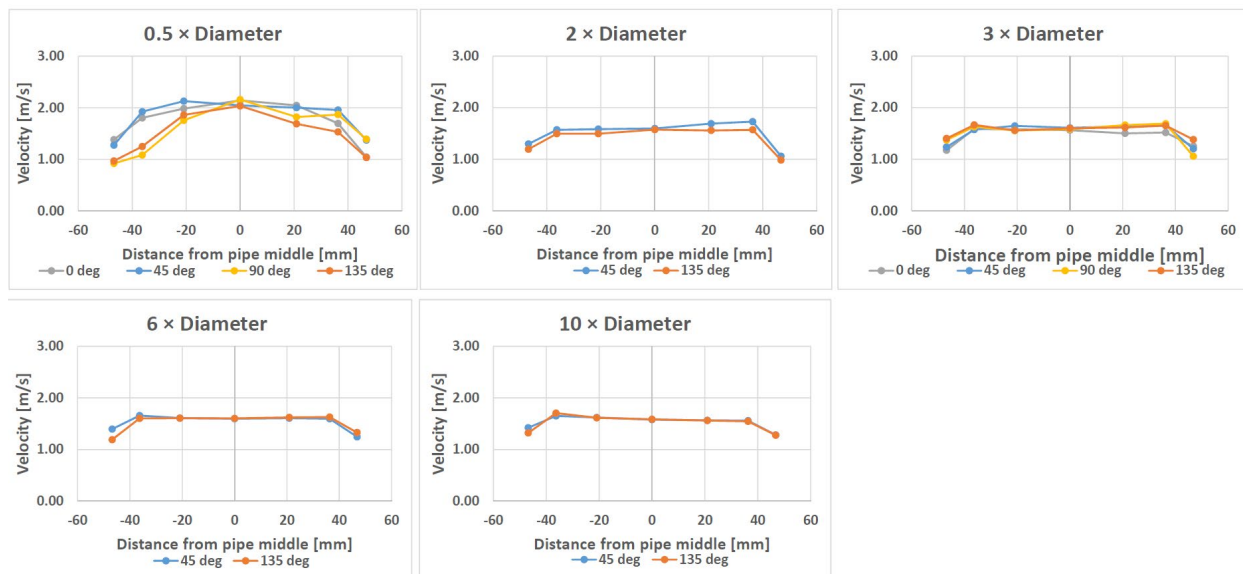 0.5 × Diameter
3.00
2.00
1.00
0.00
Velocity [m/s]
-60 -40 -20 0 20 40 60
Distance from pipe middle [mm]
0 deg 45 deg 90 deg 135 deg
2 × Diameter
3.00
2.00
1.00
0.00
Velocity [m/s]
-60 -40 -20 0 20 40 60
Distance from pipe middle [mm]
45 deg 135 deg
3 × Diameter
3.00
2.00
1.00
0.00
Velocity [m/s]
-60 -40 -20 0 20 40 60
Distance from pipe middle [mm]
0 deg 45 deg 90 deg 135 deg
6 × Diameter
3.00
2.00
1.00
0.00
Velocity [m/s]
-60 -40 -20 0 20 40 60
Distance from pipe middle [mm]
45 deg 135 deg
10 × Diameter
3.00
2.00
1.00
0.00
Velocity [m/s]
-60 -40 -20 0 20 40 60
Distance from pipe middle [mm]
45 deg 135 deg